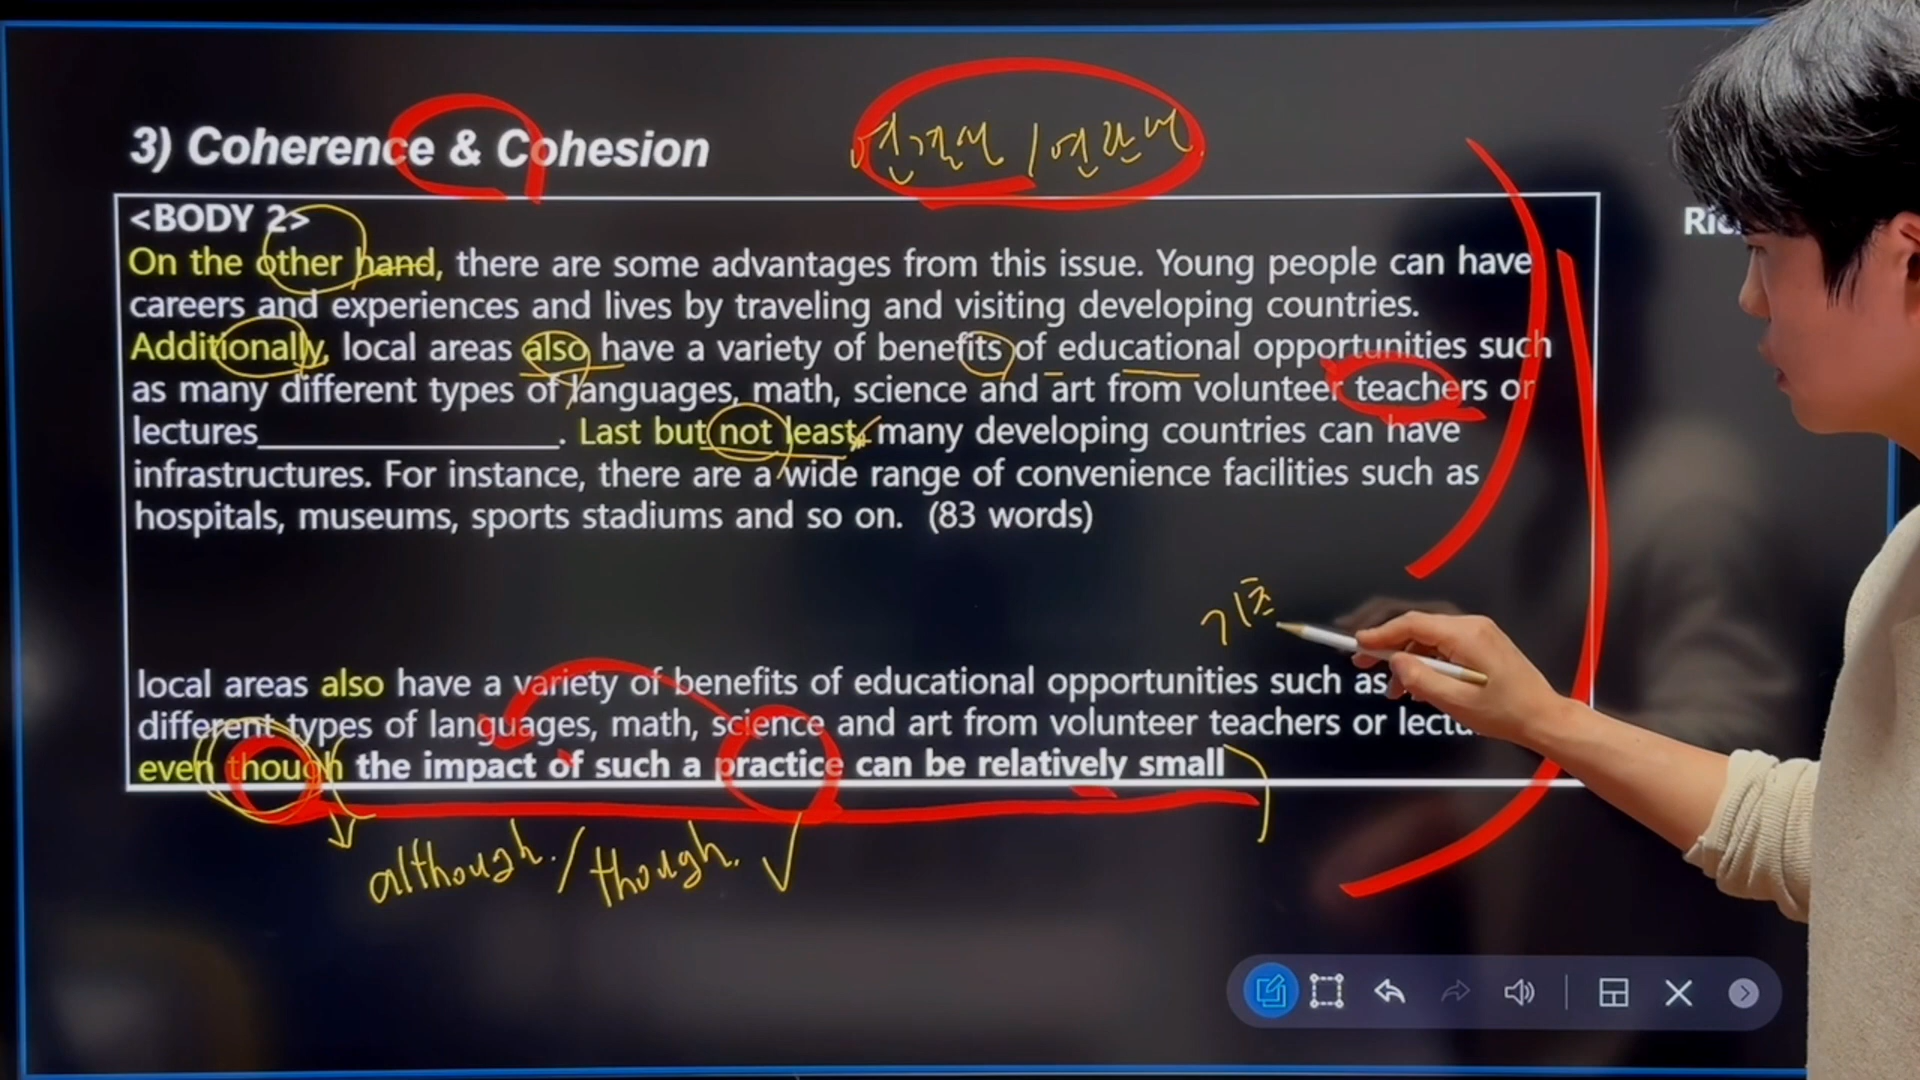 3) Coherence & Cohesion
연결성 / 연관성
<BODY 2>
On the other hand, there are some advantages from this issue. Young people can have
careers and experiences and lives by traveling and visiting developing countries.
Additionally, local areas also have a variety of benefits of educational opportunities such
as many different types of languages, math, science and art from volunteer teachers or
lectures_______________. Last but not least, many developing countries can have
infrastructures. For instance, there are a wide range of convenience facilities such as
hospitals, museums, sports stadiums and so on. (83 words)
기초
local areas also have a variety of benefits of educational opportunities such as
different types of languages, math, science and art from volunteer teachers or
even though the impact of such a practice can be relatively small
although. / though. ✓